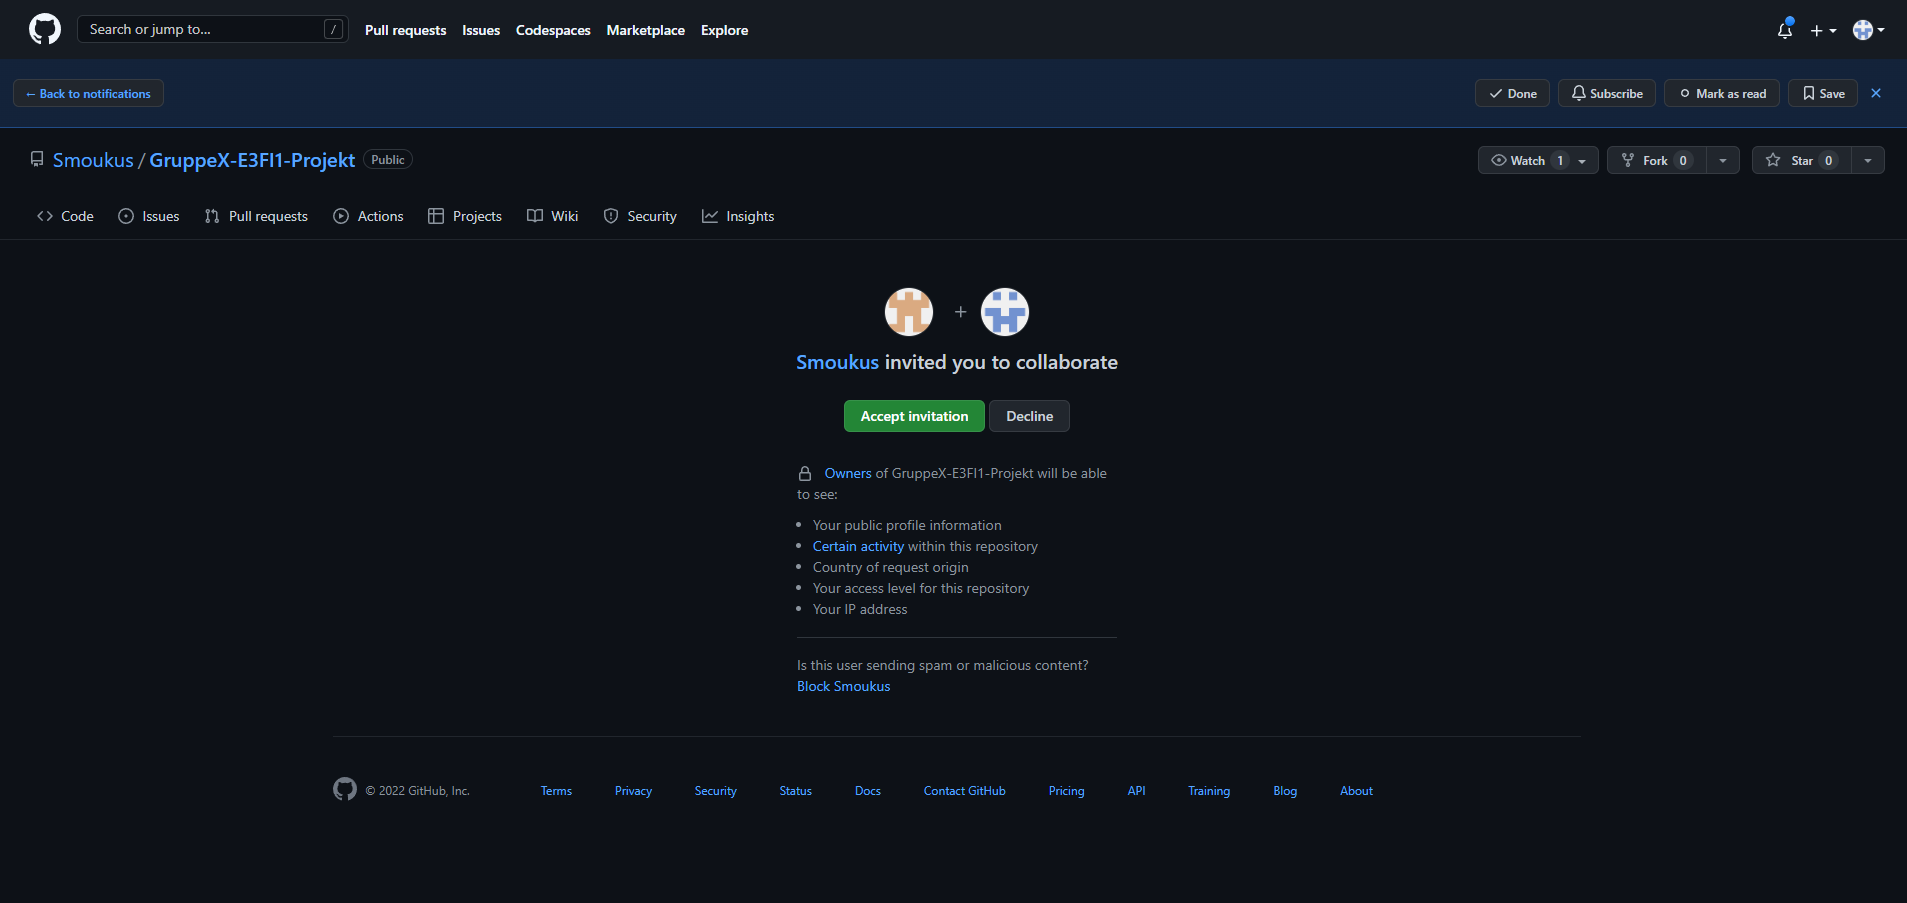 Search or jump to... /
Pull requests Issues Codespaces Marketplace Explore
← Back to notifications
Done Subscribe Mark as read Save
Smoukus / GruppeX-E3FI1-Projekt Public
Watch 1 Fork 0 Star 0
Code Issues Pull requests Actions Projects Wiki Security Insights
Smoukus invited you to collaborate
Accept invitation Decline
Owners of GruppeX-E3FI1-Projekt will be able
to see:
Your public profile information
Certain activity within this repository
Country of request origin
Your access level for this repository
Your IP address
Is this user sending spam or malicious content?
Block Smoukus
© 2022 GitHub, Inc. Terms Privacy Security Status Docs Contact GitHub Pricing API Training Blog About